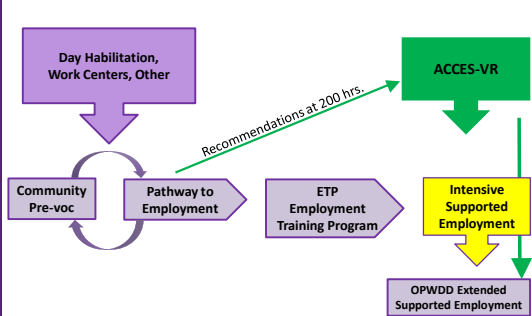 Day Habilitation,
Work Centers, Other
ACCES-VR
Recommendations at 200 hrs.
Community
Pre-voc
Pathway to
Employment
ETP
Employment
Training Program
Intensive
Supported
Employment
OPWDD Extended
Supported Employment